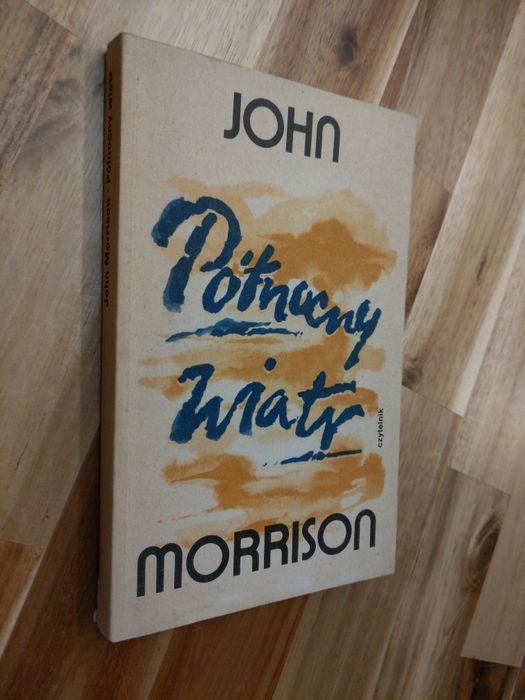 JOHN
Północny
wiatr
czytelnik
MORRISON
John Morrison · Północny wiatr